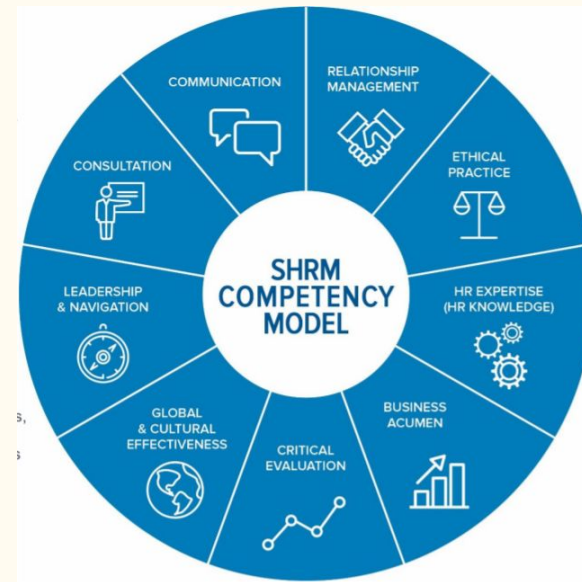 COMMUNICATION
RELATIONSHIP
MANAGEMENT
CONSULTATION
ETHICAL
PRACTICE
SHRM
COMPETENCY
MODEL
LEADERSHIP
& NAVIGATION
HR EXPERTISE
(HR KNOWLEDGE)
GLOBAL
& CULTURAL
EFFECTIVENESS
CRITICAL
EVALUATION
BUSINESS
ACUMEN
s,
s